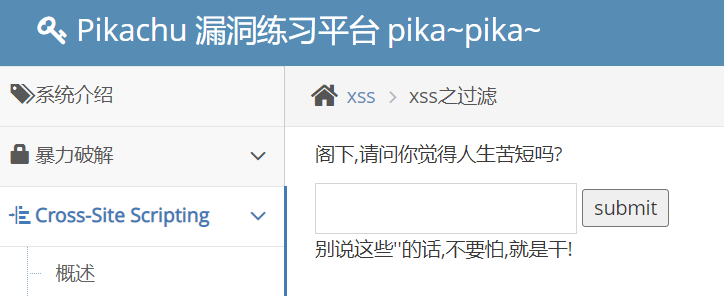 Pikachu 漏洞练习平台 pika~pika~
系统介绍
暴力破解
Cross-Site Scripting
概述
xss > xss之过滤
阁下,请问你觉得人生苦短吗?
submit
别说这些''的话,不要怕,就是干!